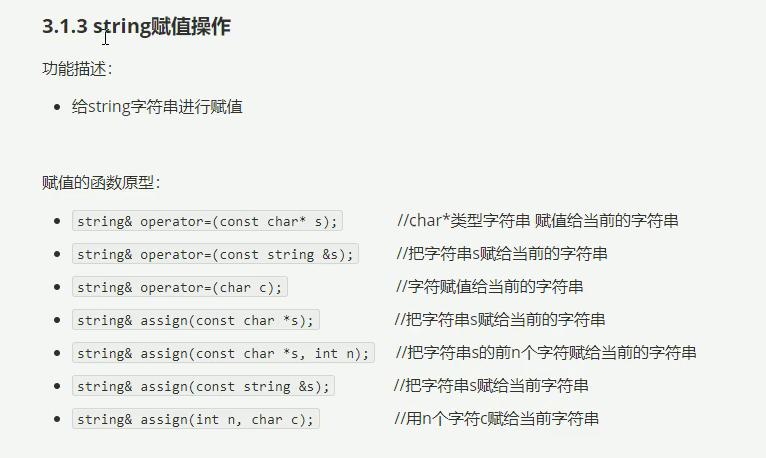 3.1.3 string赋值操作
功能描述：
给string字符串进行赋值
赋值的函数原型：
string& operator=(const char* s); //char*类型字符串 赋值给当前的字符串
string& operator=(const string &s); //把字符串s赋给当前的字符串
string& operator=(char c); //字符赋值给当前的字符串
string& assign(const char *s); //把字符串s赋给当前的字符串
string& assign(const char *s, int n); //把字符串s的前n个字符赋给当前的字符串
string& assign(const string &s); //把字符串s赋给当前字符串
string& assign(int n, char c); //用n个字符c赋给当前字符串